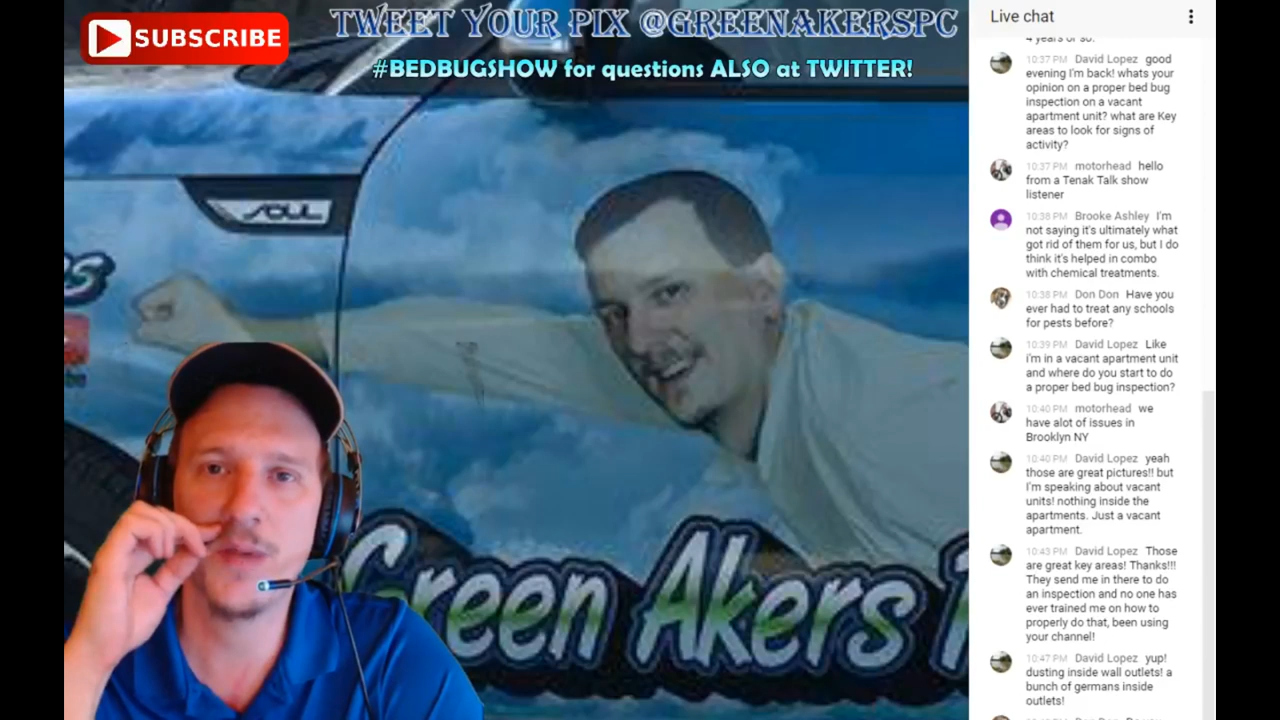 SUBSCRIBE
TWEET YOUR PIX @GREENAKERSPC
#BEDBUGSHOW for questions ALSO at TWITTER!
SOUL
Green Akers
Live chat
4 years or so.
10:37 PM David Lopez good
evening I'm back! whats your
opinion on a proper bed bug
inspection on a vacant
apartment unit? what are Key
areas to look for signs of
activity?
10:37 PM motorhead hello
from a Tenak Talk show
listener
10:38 PM Brooke Ashley I'm
not saying it's ultimately what
got rid of them for us, but I do
think it's helped in combo
with chemical treatments.
10:38 PM Don Don Have you
ever had to treat any schools
for pests before?
10:39 PM David Lopez Like
i'm in a vacant apartment unit
and where do you start to do
a proper bed bug inspection?
10:40 PM motorhead we
have alot of issues in
Brooklyn NY
10:40 PM David Lopez yeah
those are great pictures!! but
I'm speaking about vacant
units! nothing inside the
apartments. Just a vacant
apartment.
10:43 PM David Lopez Those
are great key areas! Thanks!!!
They send me in there to do
an inspection and no one has
ever trained me on how to
properly do that, been using
your channel!
10:47 PM David Lopez yup!
dusting inside wall outlets! a
bunch of germans inside
outlets!